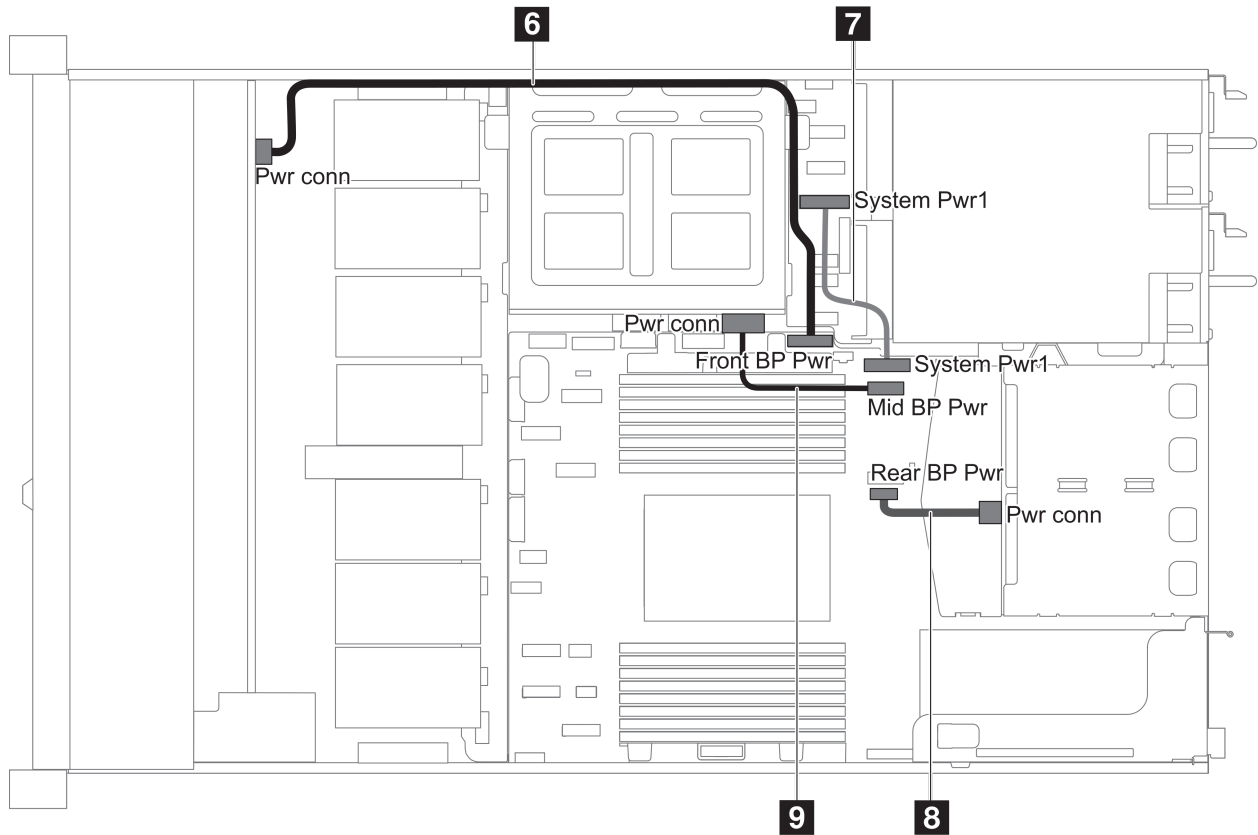 6
7
Pwr conn
System Pwr1
Pwr conn
Front BP Pwr
System Pwr1
Mid BP Pwr
Rear BP Pwr
Pwr conn
9
8